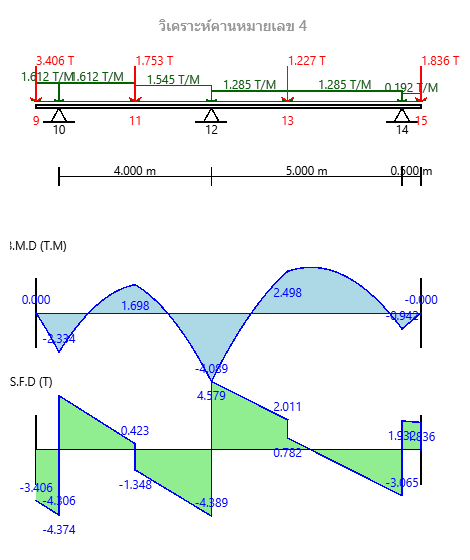 วิเคราะห์คานหมายเลข 4
3.406 T 1.753 T 1.227 T 1.836 T
1.612 T/M 1.612 T/M 1.545 T/M 1.285 T/M 1.285 T/M 0.192 T/M
9 10 11 12 13 14 15
4.000 m 5.000 m 0.500 m
B.M.D (T.M)
0.000 -2.334 1.698 -4.089 2.498 -0.942 -0.000
S.F.D (T)
-3.406 -4.374 0.423 -1.348 -4.389 4.579 2.011 0.782 -3.065 1.836